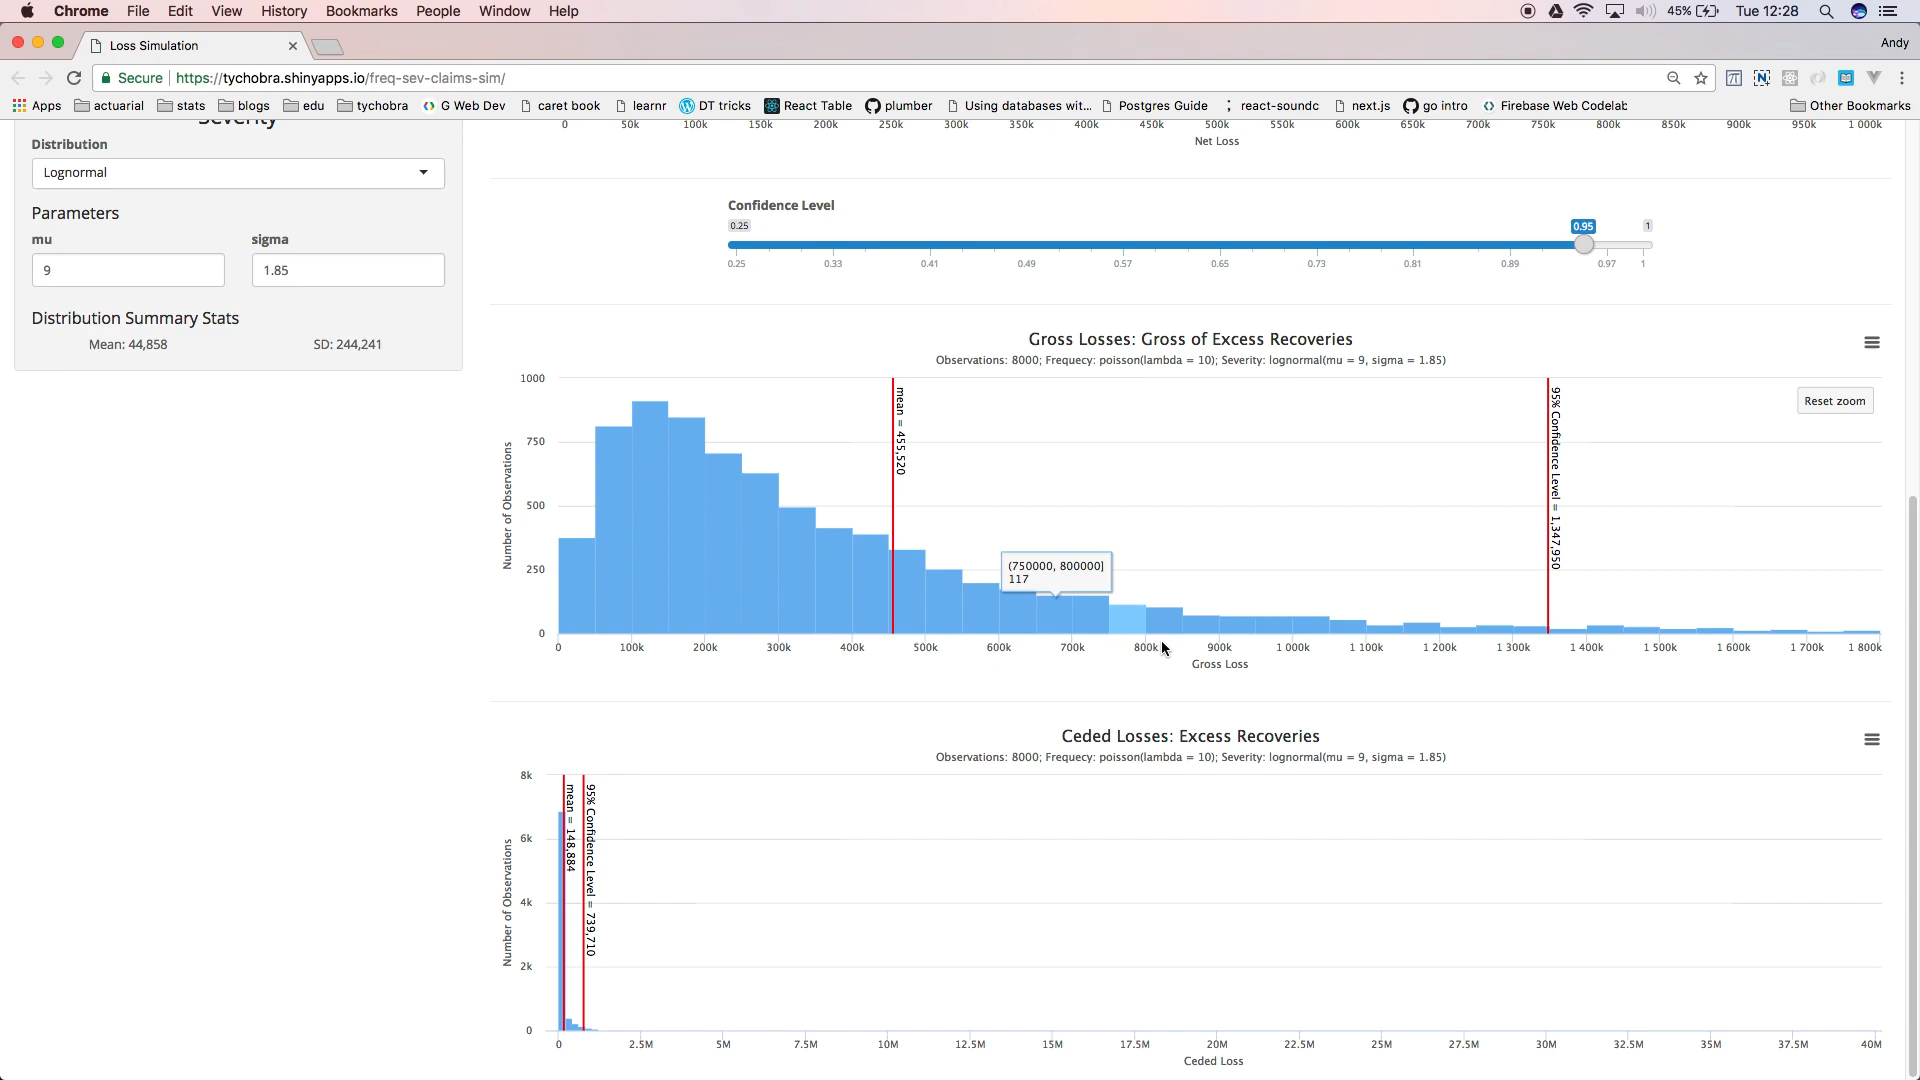 Chrome File Edit View History Bookmarks People Window Help 45% Tue 12:28
Loss Simulation Andy
Secure https://tychobra.shinyapps.io/freq-sev-claims-sim/
Apps actuarial stats blogs edu tychobra G Web Dev caret book learnr DT tricks React Table plumber Using databases wit... Postgres Guide react-soundc next.js go intro Firebase Web Codelab Other Bookmarks
Severity
Distribution
Lognormal
Parameters
mu sigma
9 1.85
Distribution Summary Stats
Mean: 44,858 SD: 244,241
0 50k 100k 150k 200k 250k 300k 350k 400k 450k 500k 550k 600k 650k 700k 750k 800k 850k 900k 950k 1 000k
Net Loss
Confidence Level
0.25 0.95 1
0.25 0.33 0.41 0.49 0.57 0.65 0.73 0.81 0.89 0.97 1
Gross Losses: Gross of Excess Recoveries
Observations: 8000; Frequecy: poisson(lambda = 10); Severity: lognormal(mu = 9, sigma = 1.85)
Reset zoom
Number of Observations
1000
750
500
250
0
mean = 455,520
95% Confidence Level = 1,347,950
(750000, 800000]
117
0 100k 200k 300k 400k 500k 600k 700k 800k 900k 1 000k 1 100k 1 200k 1 300k 1 400k 1 500k 1 600k 1 700k 1 800k
Gross Loss
Ceded Losses: Excess Recoveries
Observations: 8000; Frequecy: poisson(lambda = 10); Severity: lognormal(mu = 9, sigma = 1.85)
Number of Observations
8k
6k
4k
2k
0
mean = 148,884
95% Confidence Level = 739,710
0 2.5M 5M 7.5M 10M 12.5M 15M 17.5M 20M 22.5M 25M 27.5M 30M 32.5M 35M 37.5M 40M
Ceded Loss